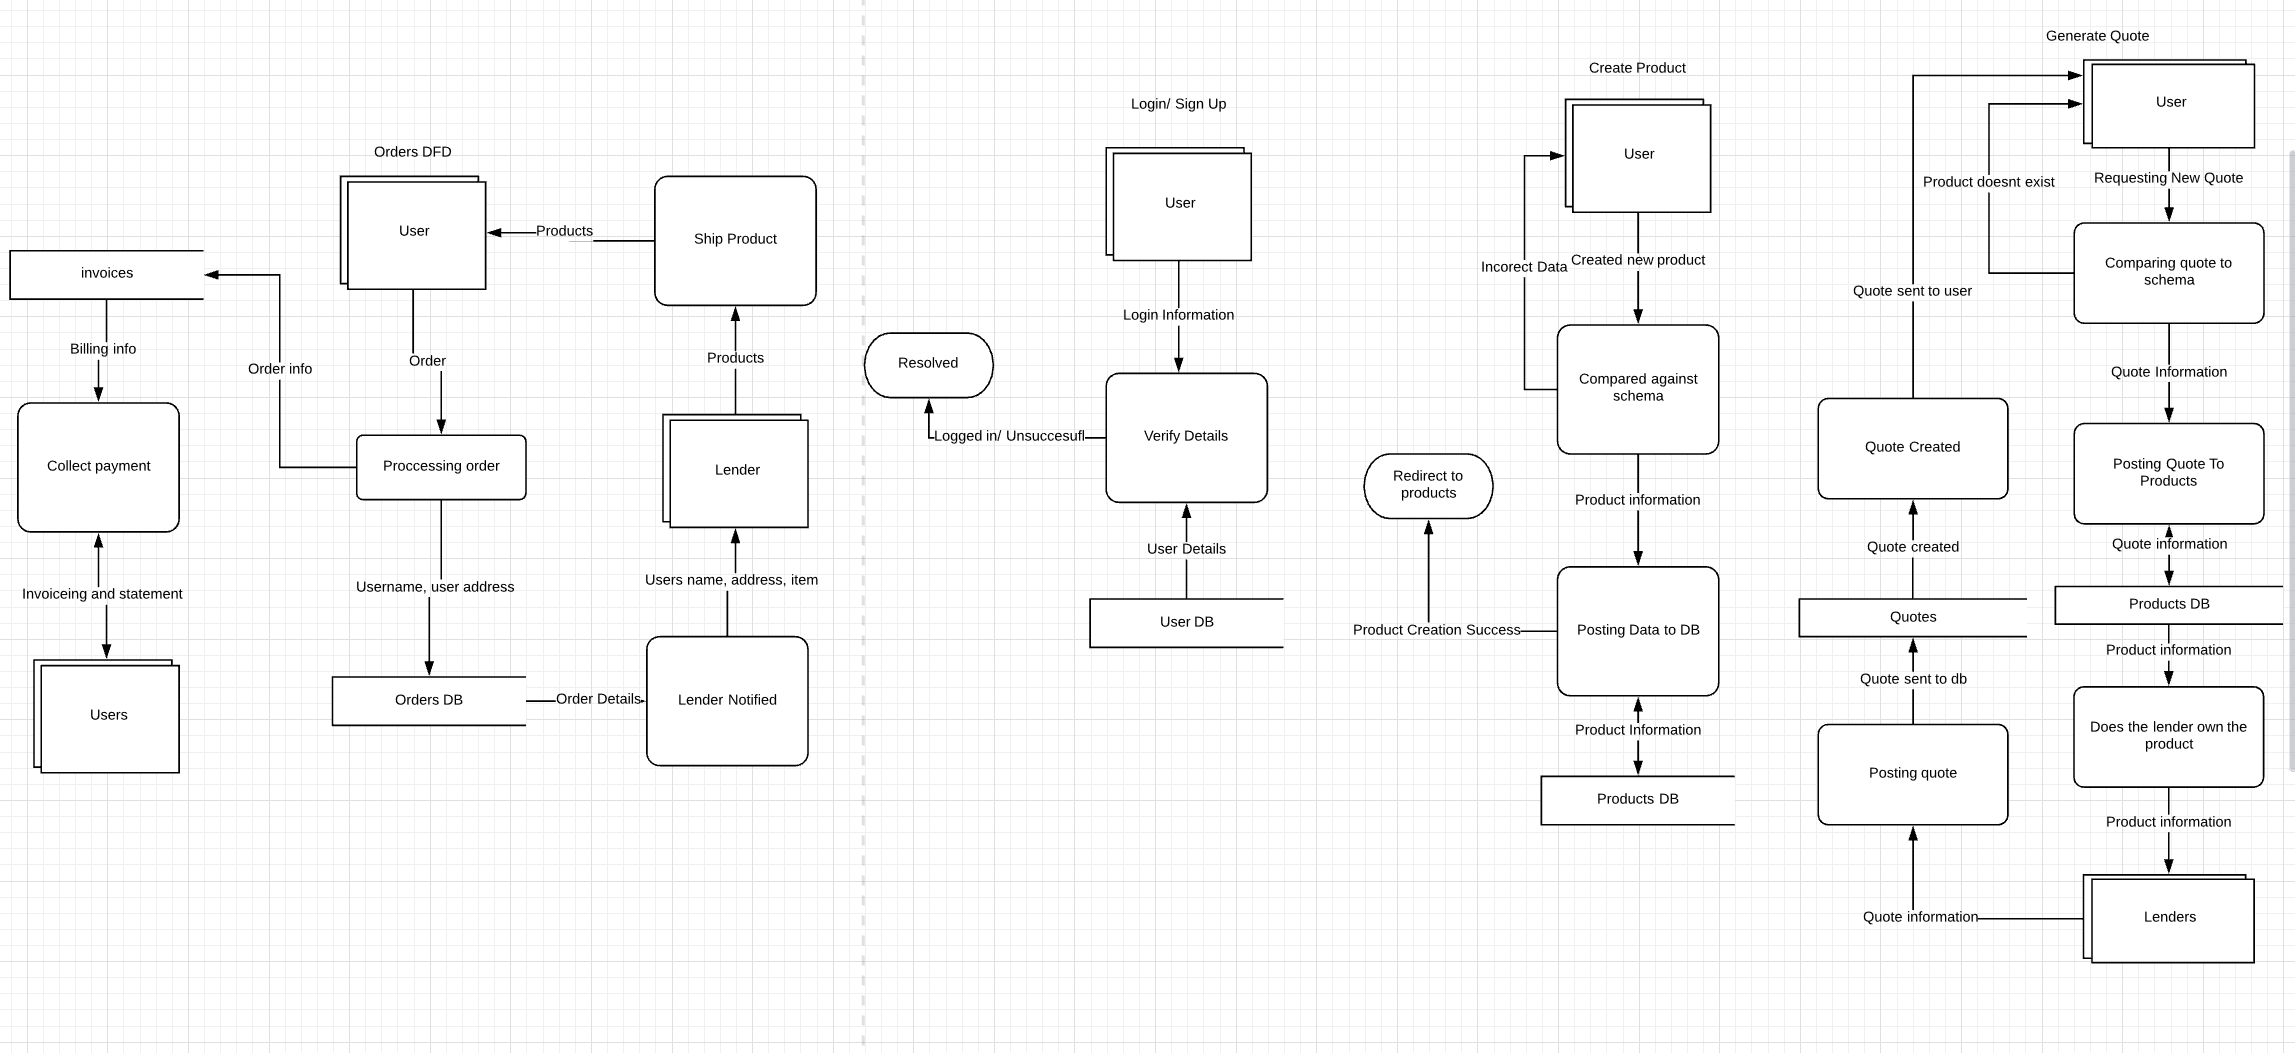 Orders DFD
User
Products
Ship Product
invoices
Billing info
Order info
Order
Products
Collect payment
Proccessing order
Lender
Invoiceing and statement
Username, user address
Users name, address, item
Users
Orders DB
Order Details
Lender Notified
Login/ Sign Up
User
Login Information
Resolved
Logged in/ Unsuccesufl
Verify Details
User Details
User DB
Create Product
User
Incorect Data
Created new product
Compared against
schema
Redirect to
products
Product information
Product Creation Success
Posting Data to DB
Product Information
Products DB
Generate Quote
User
Product doesnt exist
Requesting New Quote
Comparing quote to
schema
Quote sent to user
Quote Information
Quote Created
Posting Quote To
Products
Quote created
Quote information
Quotes
Products DB
Product information
Quote sent to db
Does the lender own the
product
Posting quote
Product information
Quote information
Lenders